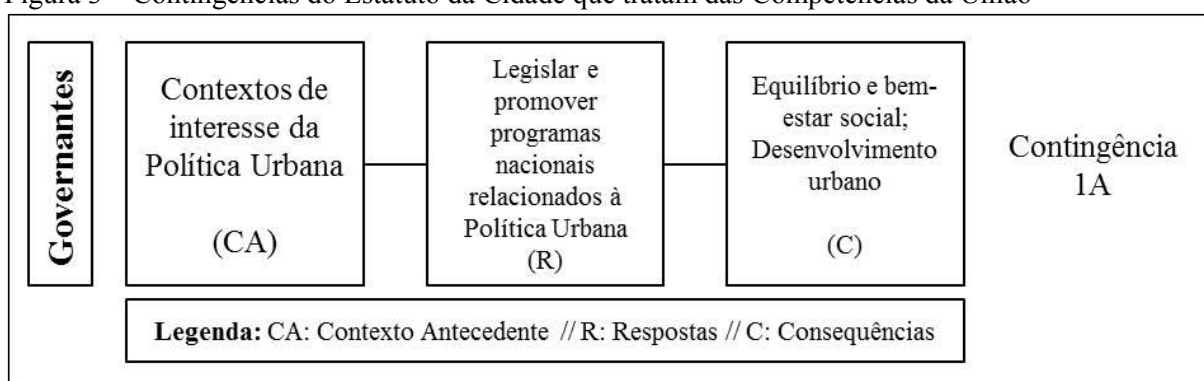 Figura 3 – Contingências do Estatuto da Cidade que tratam das Competências da União
Governantes
Contextos de
interesse da
Política Urbana
(CA)
Legislar e
promover
programas
nacionais
relacionados à
Política Urbana
(R)
Equilíbrio e bem-
estar social;
Desenvolvimento
urbano
(C)
Contingência
1A
Legenda: CA: Contexto Antecedente // R: Respostas // C: Consequências